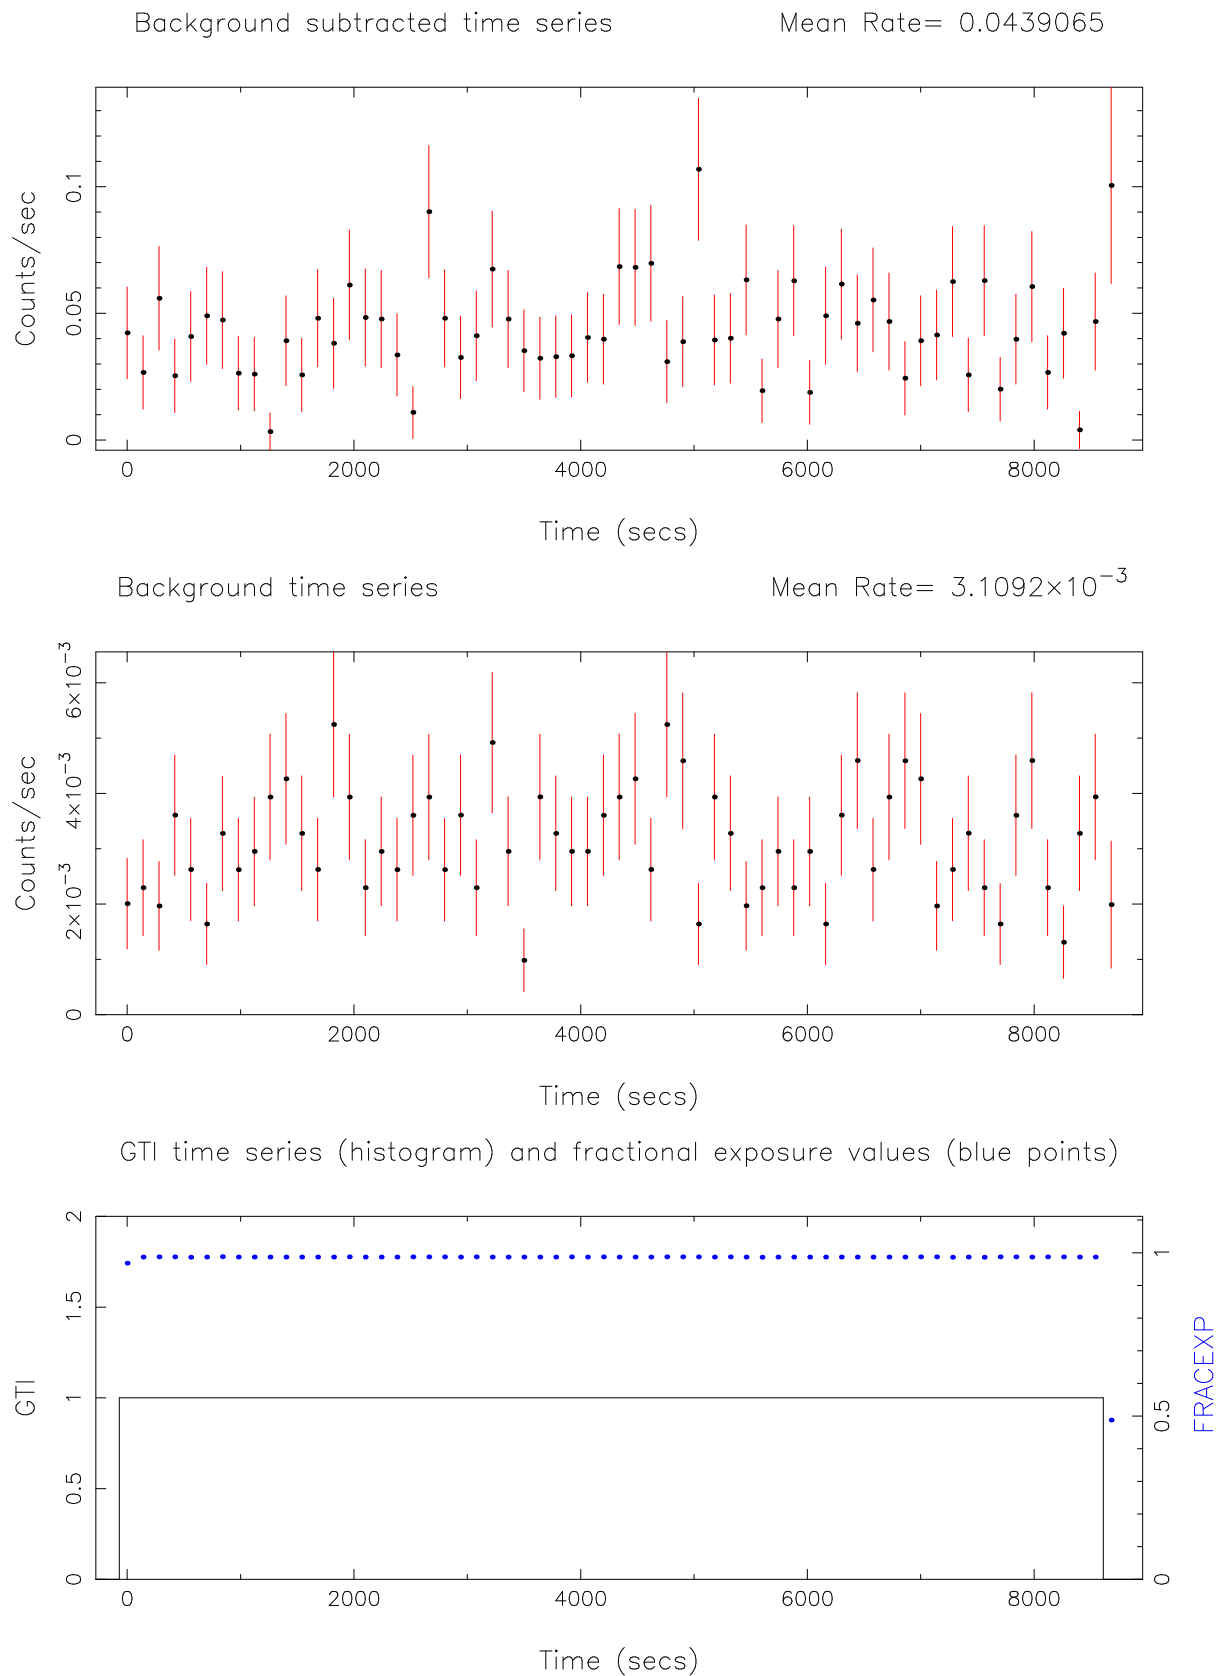 Background subtracted time series Mean Rate= 0.0439065
Counts/sec
0.1
0.05
0
0 2000 4000 6000 8000
Time (secs)
Background time series Mean Rate= 3.1092×10⁻³
Counts/sec
6×10⁻³
4×10⁻³
2×10⁻³
0
0 2000 4000 6000 8000
Time (secs)
GTI time series (histogram) and fractional exposure values (blue points)
GTI
2
1.5
1
0.5
0
1
0.5
0
FRACEXP
0 2000 4000 6000 8000
Time (secs)